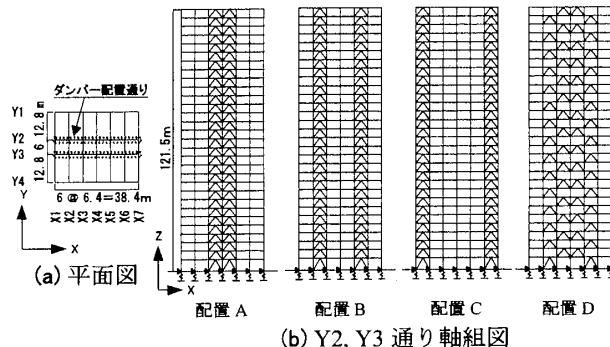 ダンパー配置通り
Y1
12.8m
Y2
6
Y3
12.8
Y4
6 @ 6.4=38.4m
X1 X2 X3 X4 X5 X6 X7
Y
X
(a) 平面図
121.5m
Z
X
配置 A
配置 B
配置 C
配置 D
(b) Y2, Y3 通り軸組図